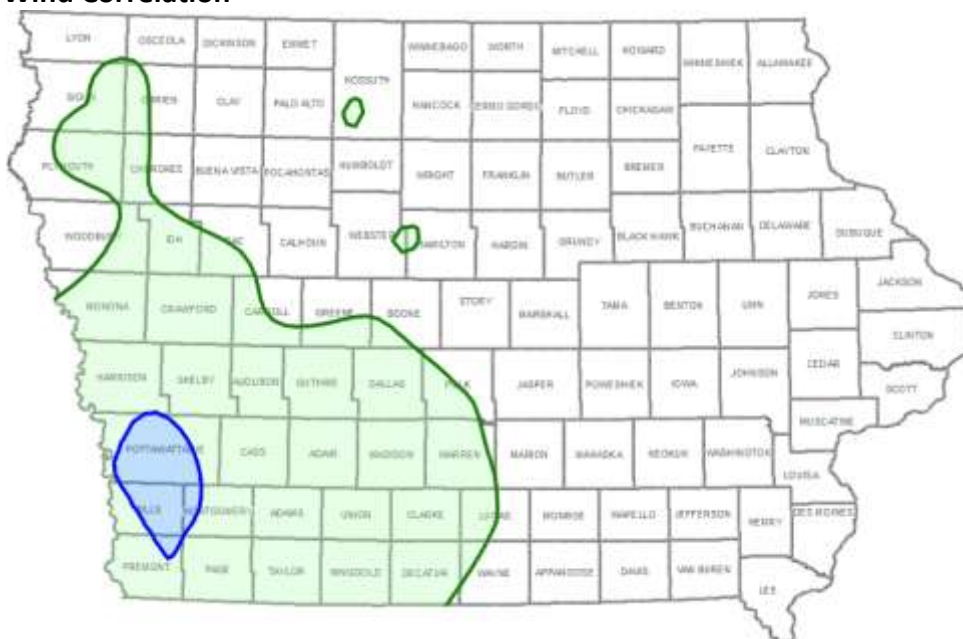 Wind Correlation
LYON OSCEOLA DICKINSON EMMET WINNEBAGO WORTH MITCHELL HOWARD WINNESHIEK ALLAMAKEE
KOSSUTH
SIOUX O'BRIEN CLAY PALO ALTO HANCOCK CERRO GORDO FLOYD CHICKASAW
FAYETTE CLAYTON
PLYMOUTH CHEROKEE BUENA VISTA POCAHONTAS HUMBOLDT WRIGHT FRANKLIN BUTLER BREMER
WOODBURY IDA SAC CALHOUN WEBSTER HAMILTON HARDIN GRUNDY BLACK HAWK BUCHANAN DELAWARE DUBUQUE
MONONA CRAWFORD CARROLL GREENE BOONE STORY MARSHALL TAMA BENTON LINN JONES JACKSON
CLINTON
HARRISON SHELBY AUDUBON GUTHRIE DALLAS POLK JASPER POWESHIEK IOWA JOHNSON CEDAR SCOTT
MUSCATINE
POTTAWATTAMIE CASS ADAIR MADISON WARREN MARION MAHASKA KEOKUK WASHINGTON
LOUISA
MILLS MONTGOMERY ADAMS UNION CLARKE LUCAS MONROE WAPELLO JEFFERSON HENRY DES MOINES
FREMONT PAGE TAYLOR RINGGOLD DECATUR WAYNE APPANOOSE DAVIS VAN BUREN
LEE